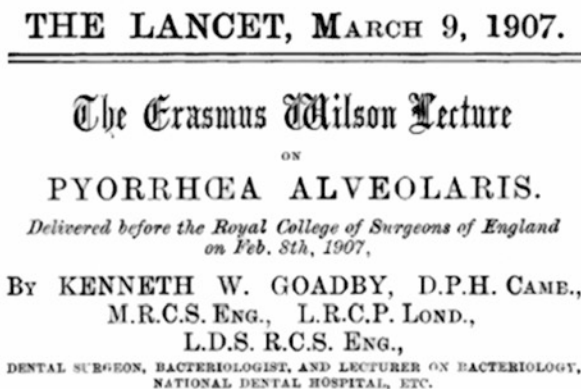 THE LANCET, MARCH 9, 1907.
The Erasmus Wilson Lecture
ON
PYORRHŒA ALVEOLARIS.
Delivered before the Royal College of Surgeons of England
on Feb. 8th, 1907,
BY KENNETH W. GOADBY, D.P.H. CAMB.,
M.R.C.S. ENG., L.R.C.P. LOND.,
L.D.S. R.C.S. ENG.,
DENTAL SURGEON, BACTERIOLOGIST, AND LECTURER ON BACTERIOLOGY,
NATIONAL DENTAL HOSPITAL, ETC.